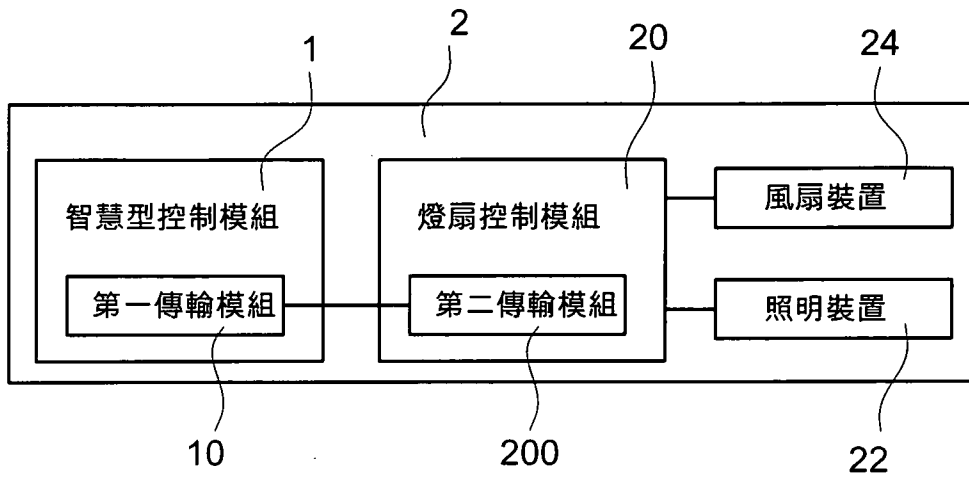 1
2
20
24
智慧型控制模組
燈扇控制模組
風扇裝置
第一傳輸模組
第二傳輸模組
照明裝置
10
200
22